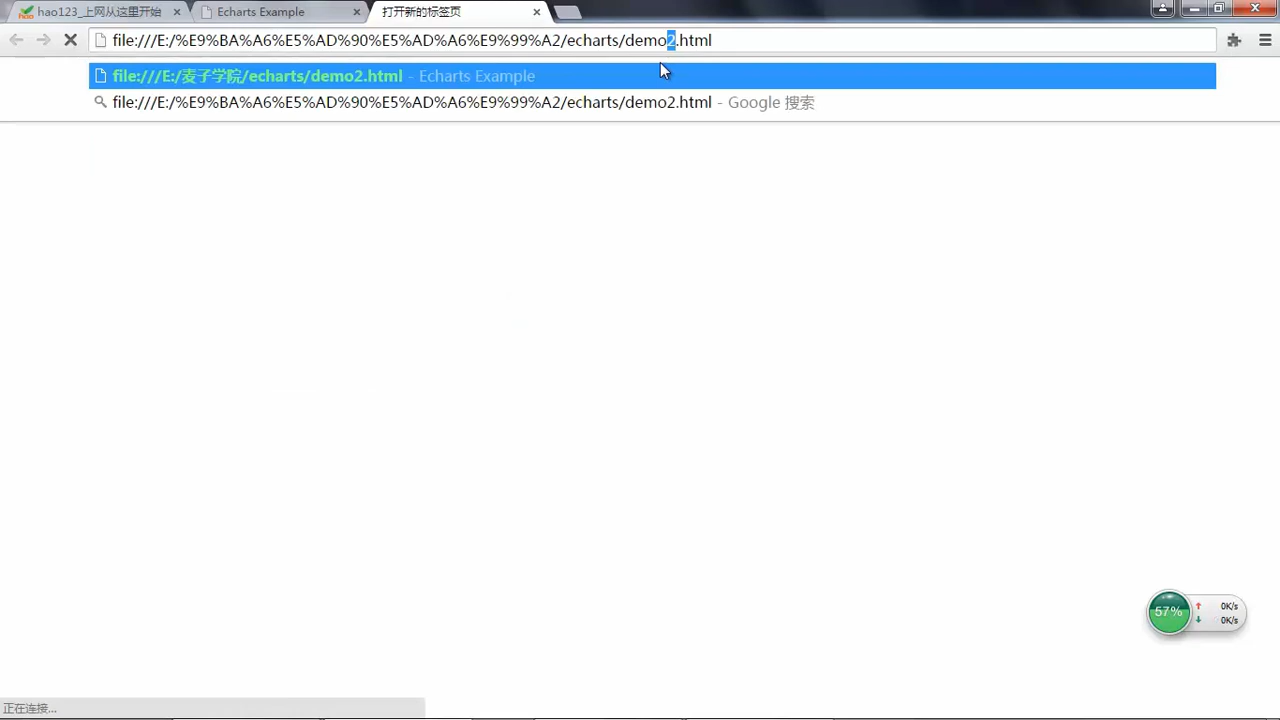 hao123_上网从这里开始
Echarts Example
打开新的标签页
file:///E:/%E9%BA%A6%E5%AD%90%E5%AD%A6%E9%99%A2/echarts/demo2.html
file:///E:/麦子学院/echarts/demo2.html - Echarts Example
file:///E:/%E9%BA%A6%E5%AD%90%E5%AD%A6%E9%99%A2/echarts/demo2.html - Google 搜索
57%
0K/s
0K/s
正在连接...